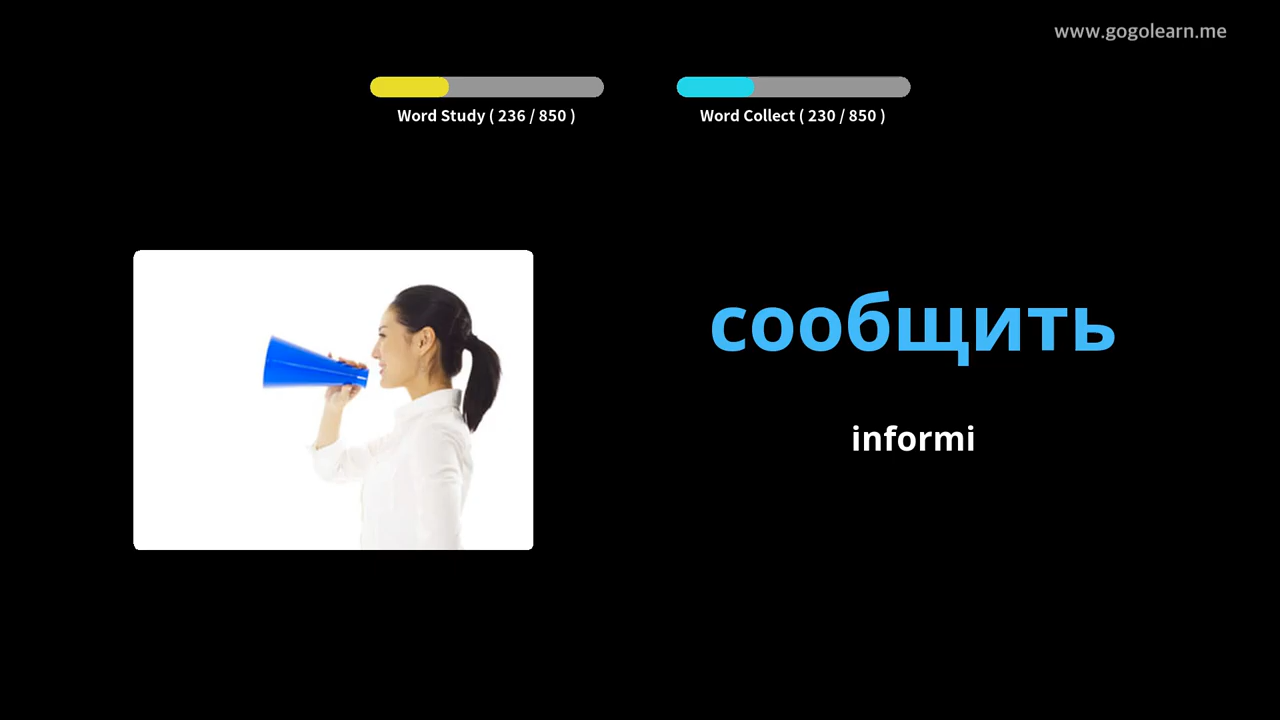 www.gogolearn.me
Word Study ( 236 / 850 )
Word Collect ( 230 / 850 )
сообщить
informi